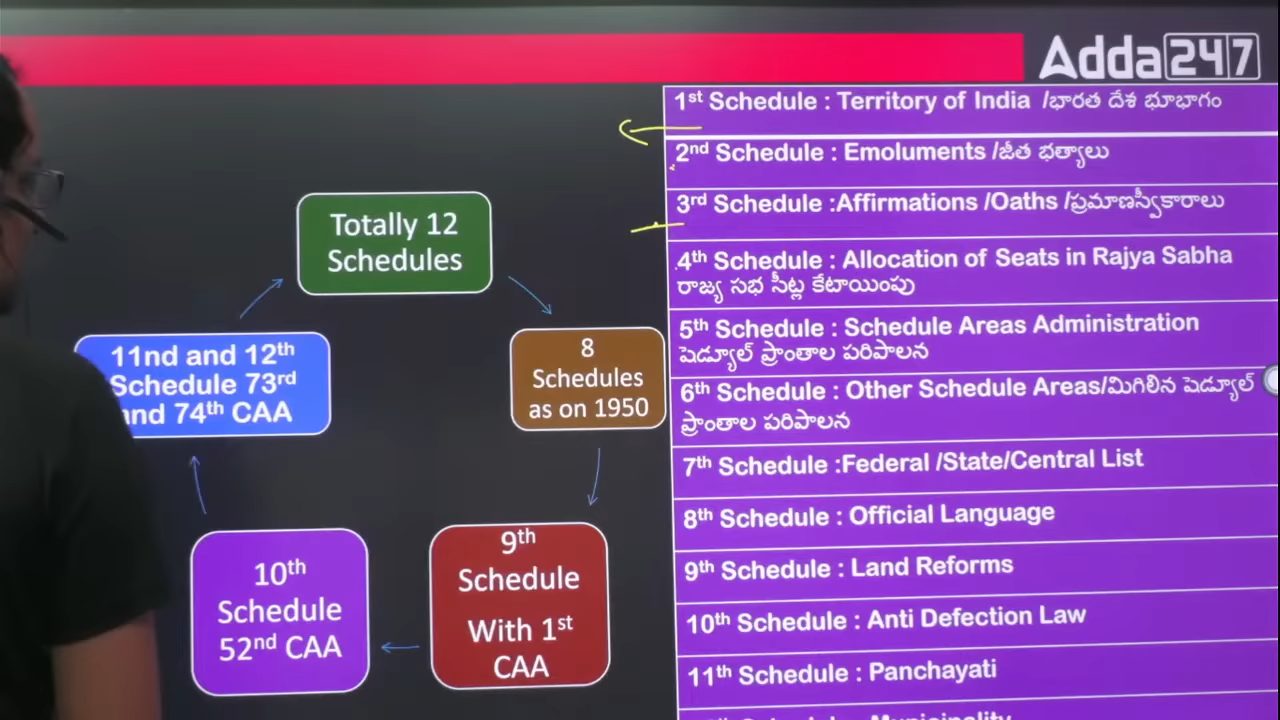 Adda247
1st Schedule : Territory of India /భారత దేశ భూభాగం
2nd Schedule : Emoluments /జీత భత్యాలు
3rd Schedule :Affirmations /Oaths /ప్రమాణస్వీకారాలు
4th Schedule : Allocation of Seats in Rajya Sabha
రాజ్య సభ సీట్ల కేటాయింపు
5th Schedule : Schedule Areas Administration
షెడ్యూల్ ప్రాంతాల పరిపాలన
6th Schedule : Other Schedule Areas/మిగిలిన షెడ్యూల్
ప్రాంతాల పరిపాలన
7th Schedule :Federal /State/Central List
8th Schedule : Official Language
9th Schedule : Land Reforms
10th Schedule : Anti Defection Law
11th Schedule : Panchayati
Totally 12
Schedules
8
Schedules
as on 1950
9th
Schedule
With 1st
CAA
10th
Schedule
52nd CAA
11nd and 12th
Schedule 73rd
and 74th CAA